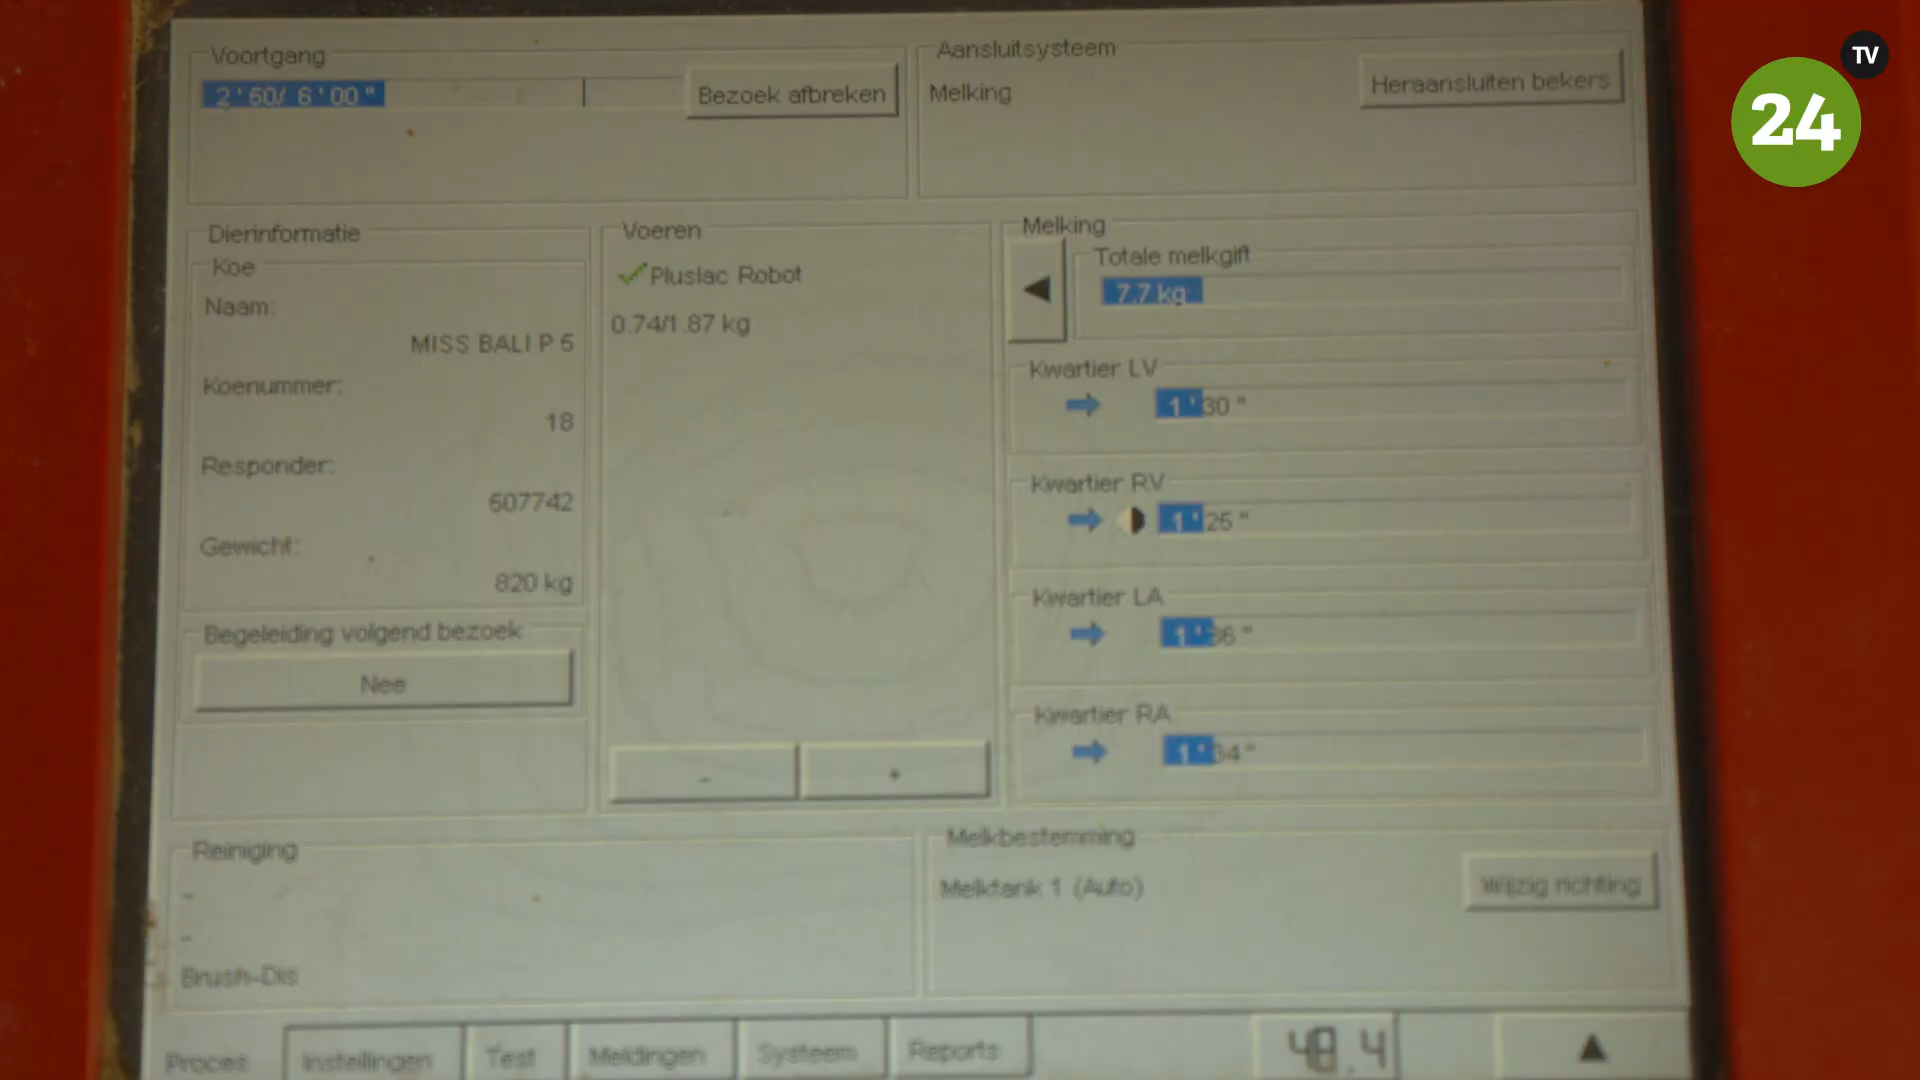 TV
24
Voortgang
2'50/ 6'00"
Bezoek afbreken
Aansluitsysteem
Melking
Heraansluiten bekers
Dierinformatie
Koe
Naam:
MISS BALI P 5
Koenummer:
18
Responder:
507742
Gewicht:
820 kg
Begeleiding volgend bezoek
Nee
Voeren
Pluslac Robot
0.74/1.87 kg
-
+
Melking
Totale melkgift
7.7 kg
Kwartier LV
1'30"
Kwartier RV
1'25"
Kwartier LA
1'36"
Kwartier RA
1'34"
Reiniging
-
-
Brush-Dis
Melkbestemming
Melktank 1 (Auto)
Wijzig richting
Proces
Instellingen
Test
Meldingen
Systeem
Reports